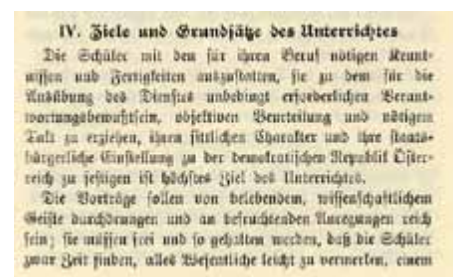 IV. Ziele und Grundsätze des Unterrichtes
Die Schüler mit den für ihren Beruf nötigen Kennt-
nissen und Fertigkeiten auszustatten, sie zu dem für die
Ausübung des Dienstes unbedingt erforderlichen Verant-
wortungsbewußtsein, objektiven Beurteilung und nötigem
Takt zu erziehen, ihren sittlichen Charakter und ihre staats-
bürgerliche Einstellung zu der demokratischen Republik Öster-
reich zu festigen ist höchstes Ziel des Unterrichtes.
Die Vorträge sollen von belebendem, wissenschaftlichem
Geiste durchdrungen und an befruchtenden Anregungen reich
sein; sie müssen frei und so gehalten werden, daß die Schüler
zwar Zeit finden, alles Wesentliche leicht zu vermerken, einem